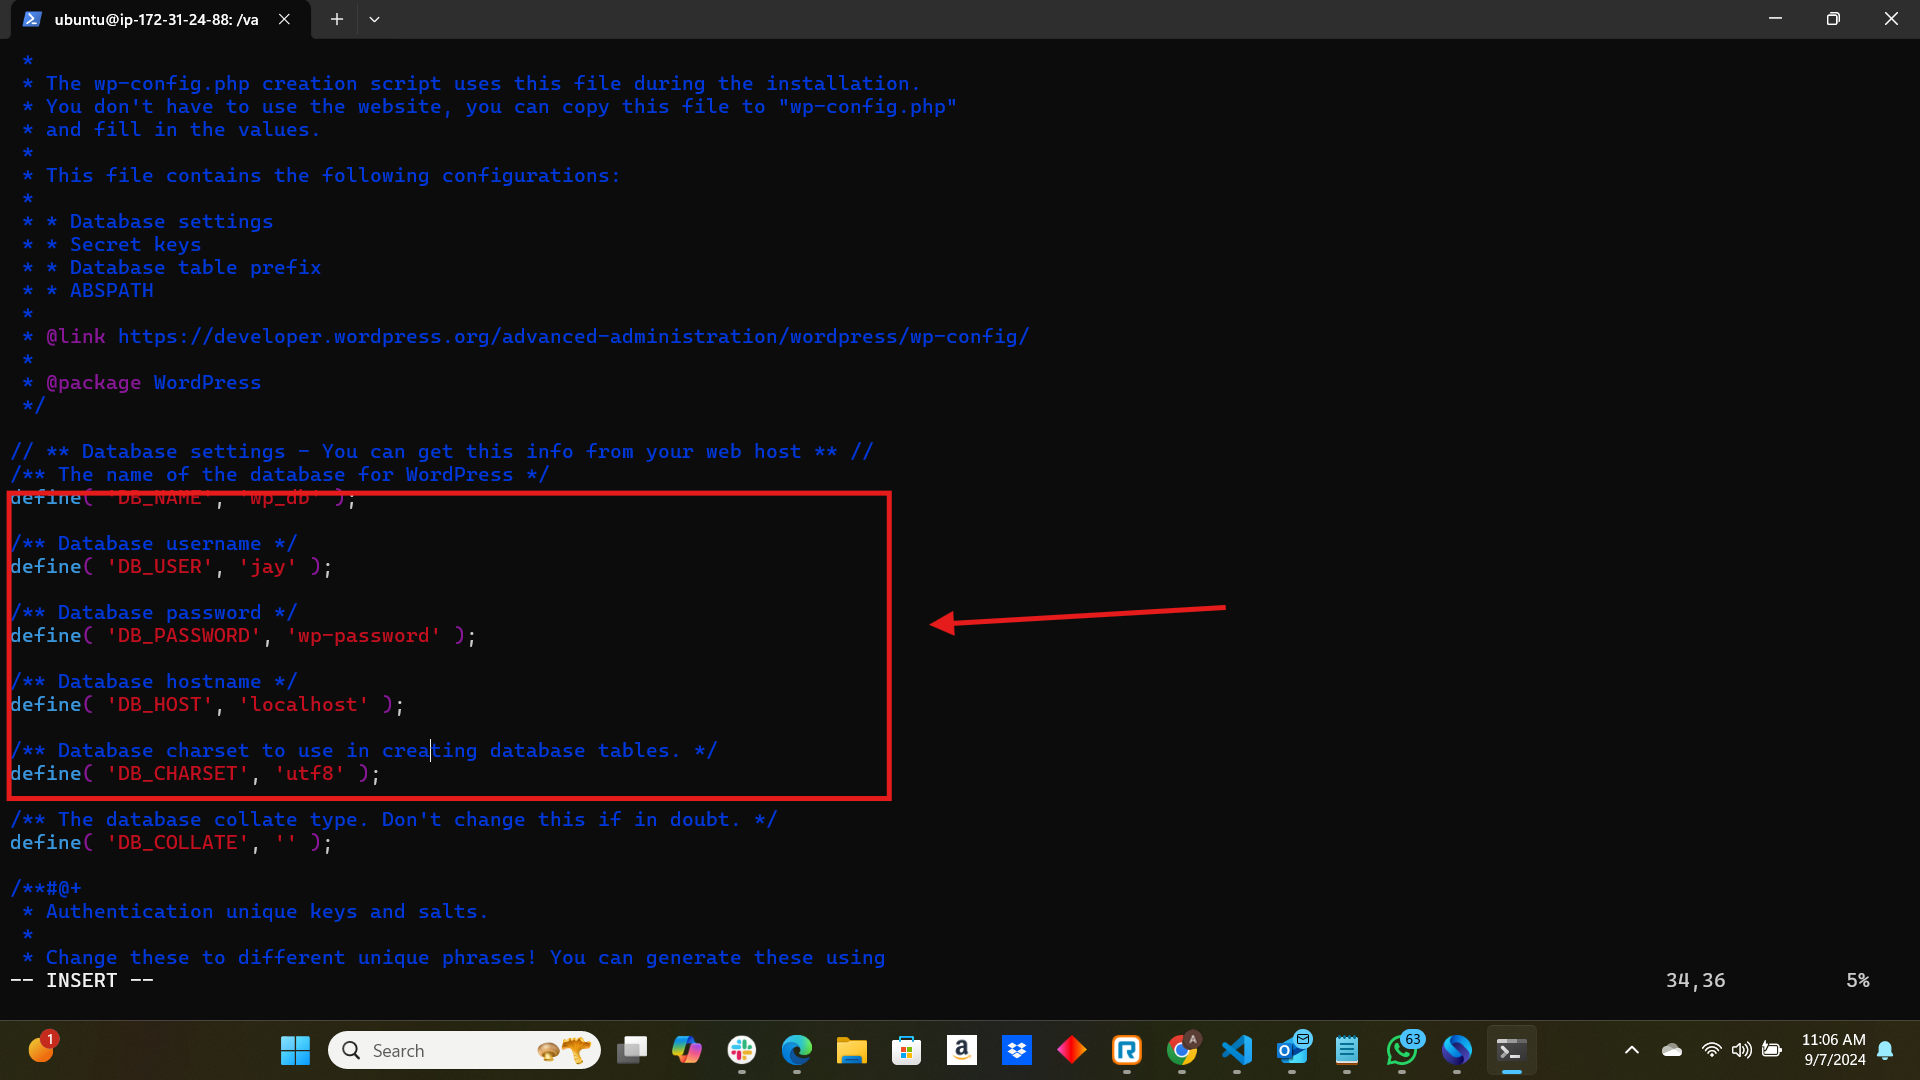 ubuntu@ip-172-31-24-88: /va
 *
 * The wp-config.php creation script uses this file during the installation.
 * You don't have to use the website, you can copy this file to "wp-config.php"
 * and fill in the values.
 *
 * This file contains the following configurations:
 *
 * * Database settings
 * * Secret keys
 * * Database table prefix
 * * ABSPATH
 *
 * @link https://developer.wordpress.org/advanced-administration/wordpress/wp-config/
 *
 * @package WordPress
 */
// ** Database settings - You can get this info from your web host ** //
/** The name of the database for WordPress */
define( 'DB_NAME', 'wp_db' );
/** Database username */
define( 'DB_USER', 'jay' );
/** Database password */
define( 'DB_PASSWORD', 'wp-password' );
/** Database hostname */
define( 'DB_HOST', 'localhost' );
/** Database charset to use in creating database tables. */
define( 'DB_CHARSET', 'utf8' );
/** The database collate type. Don't change this if in doubt. */
define( 'DB_COLLATE', '' );
/**#@+
 * Authentication unique keys and salts.
 *
 * Change these to different unique phrases! You can generate these using
-- INSERT -- 34,36 5%
1
Search
a
A
63
11:06 AM
9/7/2024